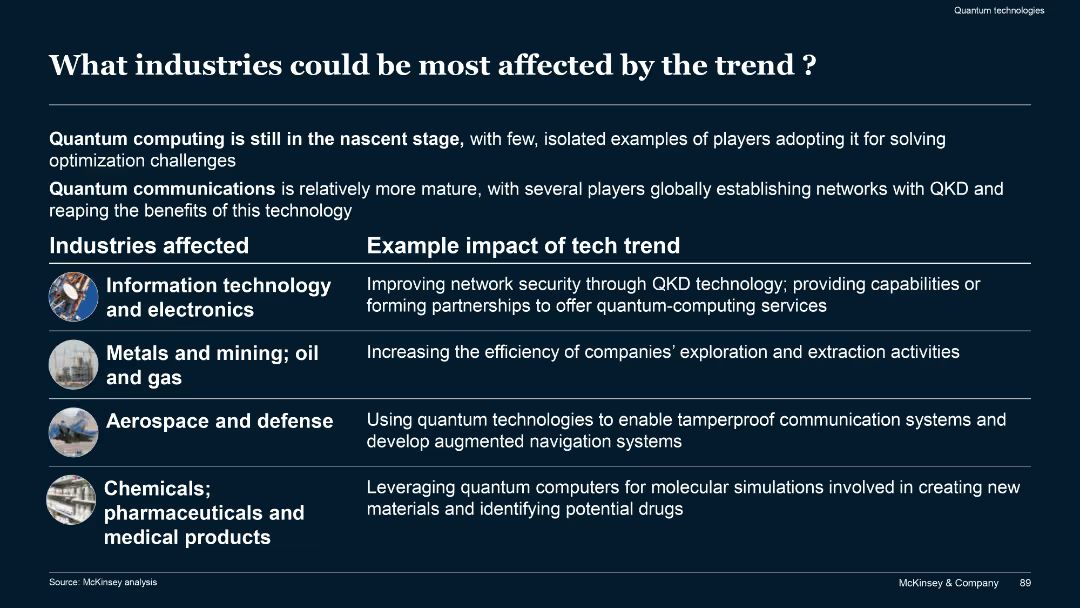 Quantum technologies
What industries could be most affected by the trend ?
Quantum computing is still in the nascent stage, with few, isolated examples of players adopting it for solving
optimization challenges
Quantum communications is relatively more mature, with several players globally establishing networks with QKD and
reaping the benefits of this technology
Industries affected
Example impact of tech trend
Information technology
and electronics
Improving network security through QKD technology; providing capabilities or
forming partnerships to offer quantum-computing services
Metals and mining; oil
and gas
Increasing the efficiency of companies’ exploration and extraction activities
Aerospace and defense
Using quantum technologies to enable tamperproof communication systems and
develop augmented navigation systems
Chemicals;
pharmaceuticals and
medical products
Leveraging quantum computers for molecular simulations involved in creating new
materials and identifying potential drugs
Source: McKinsey analysis
McKinsey & Company 89